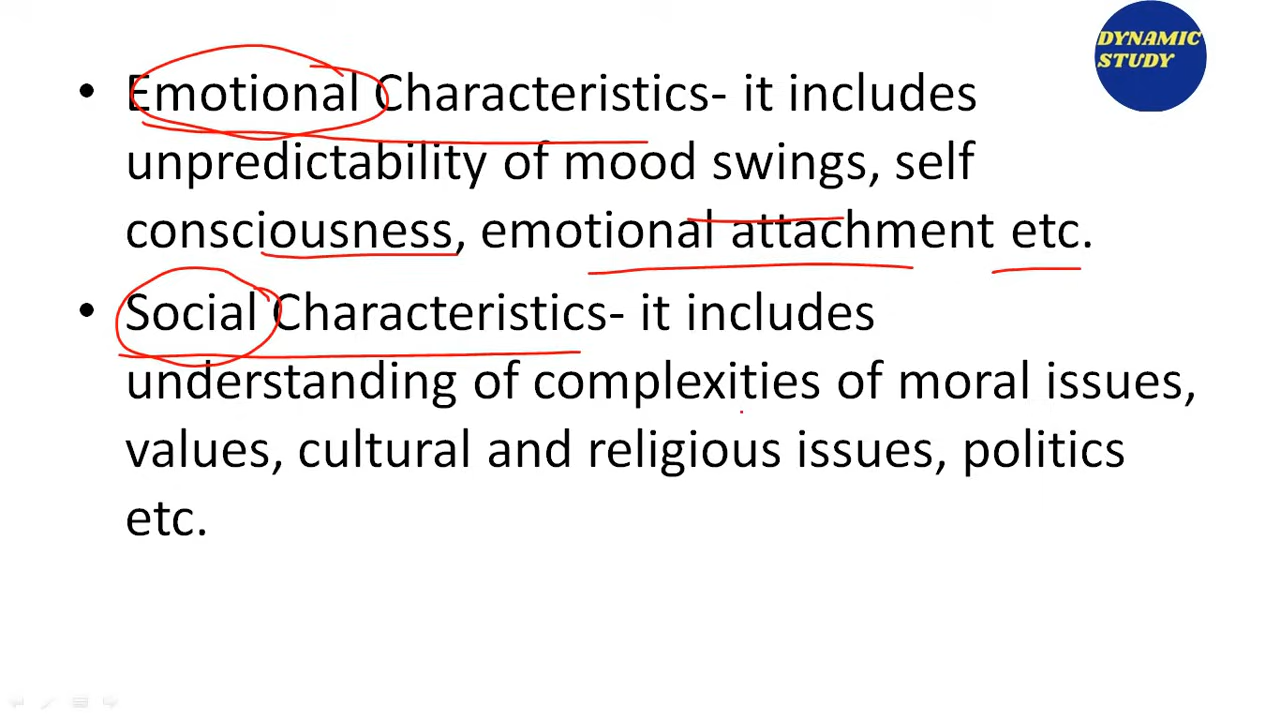 DYNAMIC
STUDY
• Emotional Characteristics- it includes
unpredictability of mood swings, self
consciousness, emotional attachment etc.
• Social Characteristics- it includes
understanding of complexities of moral issues,
values, cultural and religious issues, politics
etc.